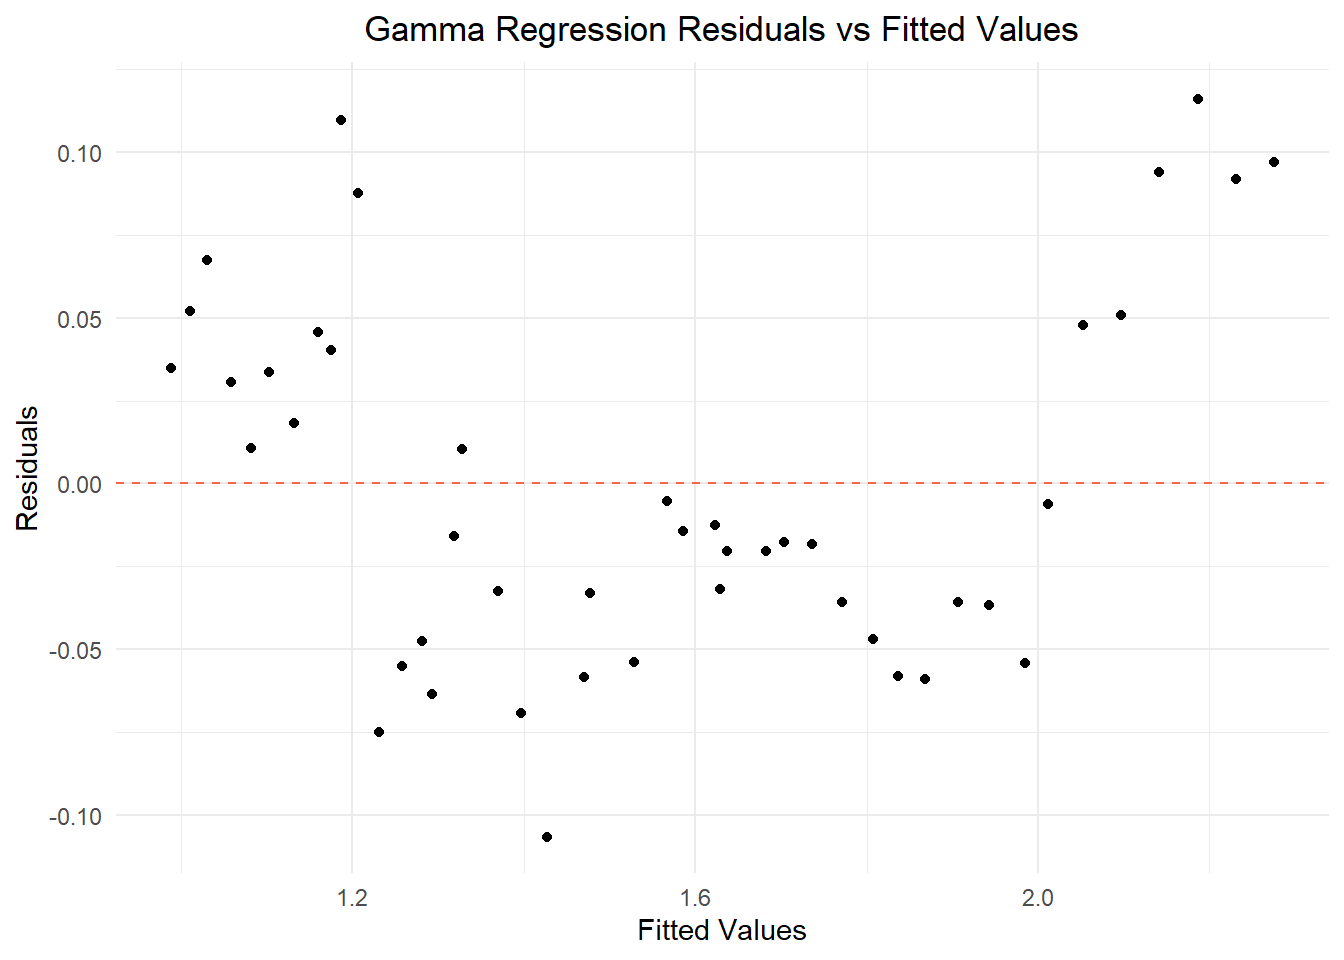 Gamma Regression Residuals vs Fitted Values
Residuals
0.10
0.05
0.00
-0.05
-0.10
1.2 1.6 2.0
Fitted Values